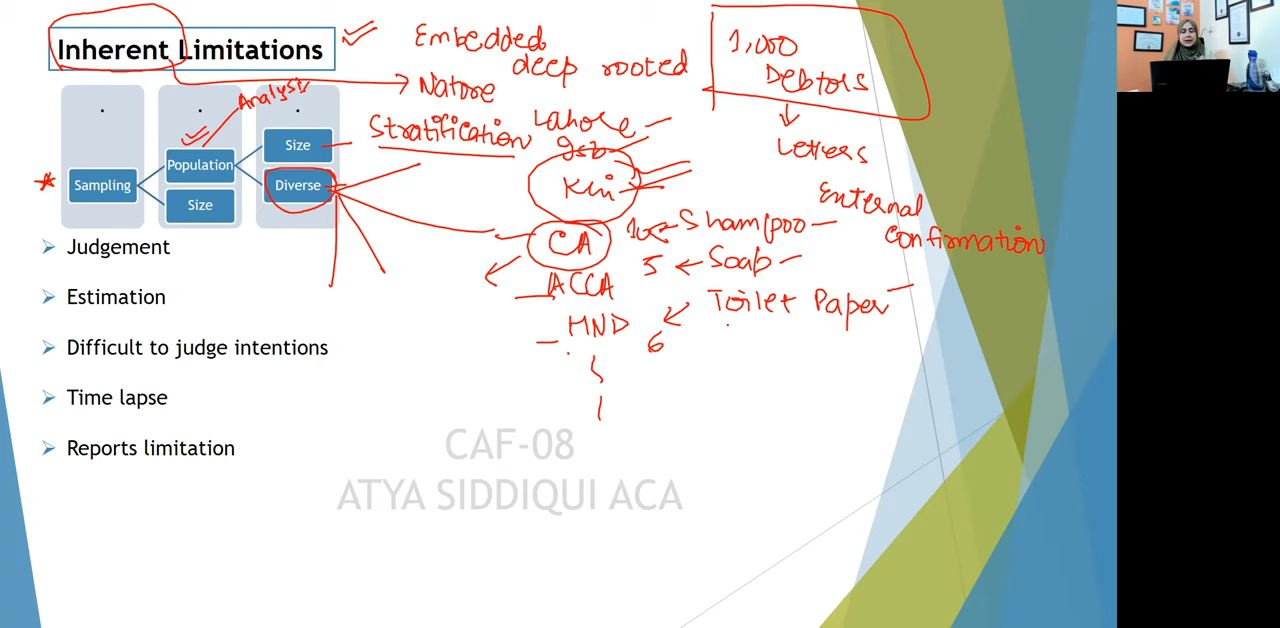 Inherent Limitations
Embedded
deep rooted
Nature
1,000
Debtors
Letters
External
confirmation
Analysis
Stratification
Lahore
Isb
Khi
CA
ACCA
HND
10 Shampoo
5 Soap
6 Toilet Paper
Sampling
Population
Size
Size
Diverse
Judgement
Estimation
Difficult to judge intentions
Time lapse
Reports limitation
CAF-08
ATYA SIDDIQUI ACA